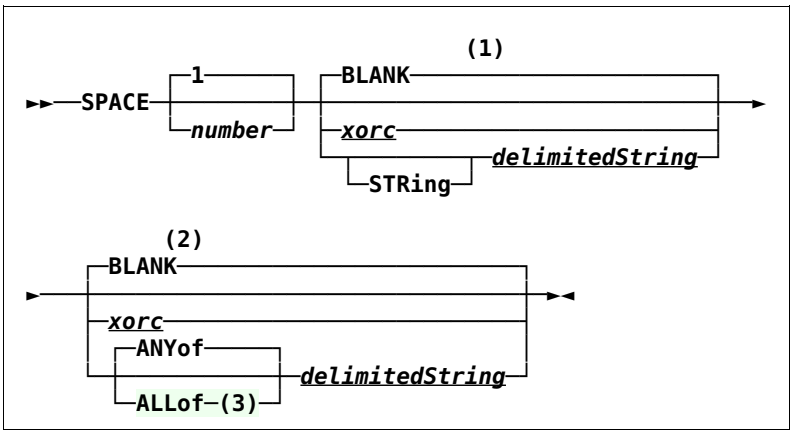 (1)
1 BLANK
SPACE
number xorc
delimitedString
STRing
(2)
BLANK
xorc
ANYof
delimitedString
ALLof (3)